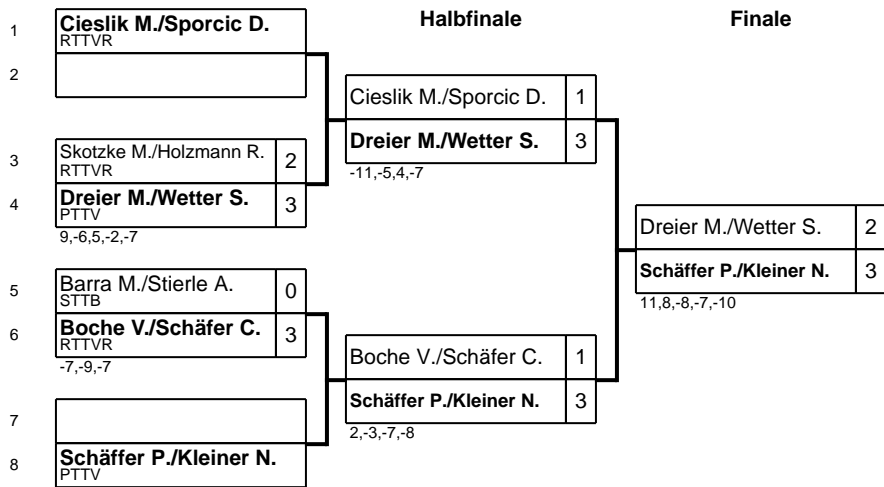 Halbfinale
Finale
1
Cieslik M./Sporcic D.
RTTVR
2
3
Skotzke M./Holzmann R.
2
RTTVR
4
Dreier M./Wetter S.
3
PTTV
9,-6,5,-2,-7
5
Barra M./Stierle A.
0
STTB
6
Boche V./Schäfer C.
3
RTTVR
-7,-9,-7
7
8
Schäffer P./Kleiner N.
PTTV
Cieslik M./Sporcic D.
1
Dreier M./Wetter S.
3
-11,-5,4,-7
Boche V./Schäfer C.
1
Schäffer P./Kleiner N.
3
2,-3,-7,-8
Dreier M./Wetter S.
2
Schäffer P./Kleiner N.
3
11,8,-8,-7,-10